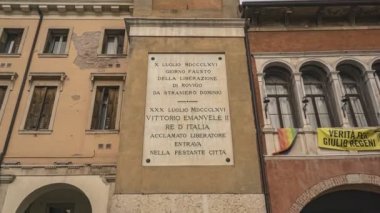 X LUGLIO MDCCCLXVI
GIORNO FAUSTO
DELLA LIBERAZIONE
DI ROVIGO
DA STRANIERO DOMINIO
XXX LUGLIO MDCCCLXVI
VITTORIO EMANUELE II
RE D'ITALIA
ACCLAMATO LIBERATORE
ENTRAVA
NELLA FESTANTE CITTÀ
VERITÀ PER
GIULIO REGENI